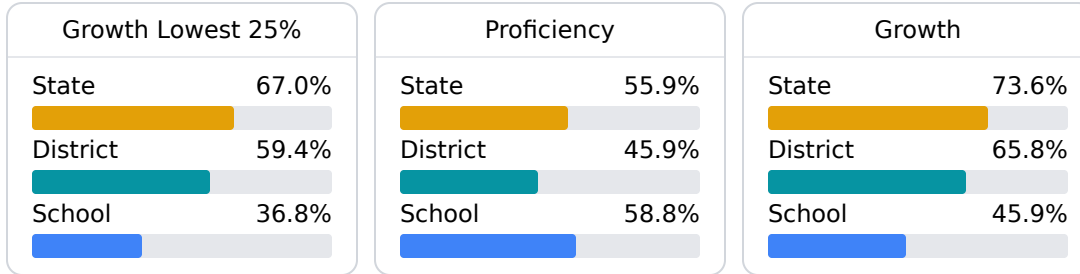 Growth Lowest 25%
State 67.0%
District 59.4%
School 36.8%
Proficiency
State 55.9%
District 45.9%
School 58.8%
Growth
State 73.6%
District 65.8%
School 45.9%